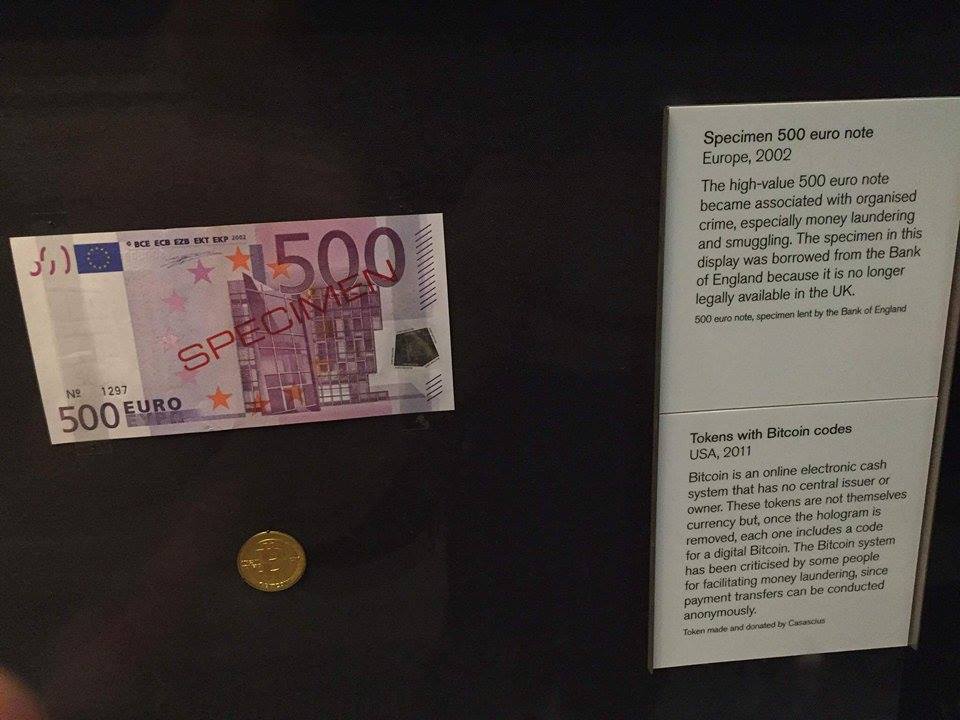 © BCE ECB EZB EKT EKP 2002
500
SPECIMEN
Nº 1297
500 EURO
Specimen 500 euro note
Europe, 2002
The high-value 500 euro note
became associated with organised
crime, especially money laundering
and smuggling. The specimen in this
display was borrowed from the Bank
of England because it is no longer
legally available in the UK.
500 euro note, specimen lent by the Bank of England
Tokens with Bitcoin codes
USA, 2011
Bitcoin is an online electronic cash
system that has no central issuer or
owner. These tokens are not themselves
currency but, once the hologram is
removed, each one includes a code
for a digital Bitcoin. The Bitcoin system
has been criticised by some people
for facilitating money laundering, since
payment transfers can be conducted
anonymously.
Token made and donated by Casascius